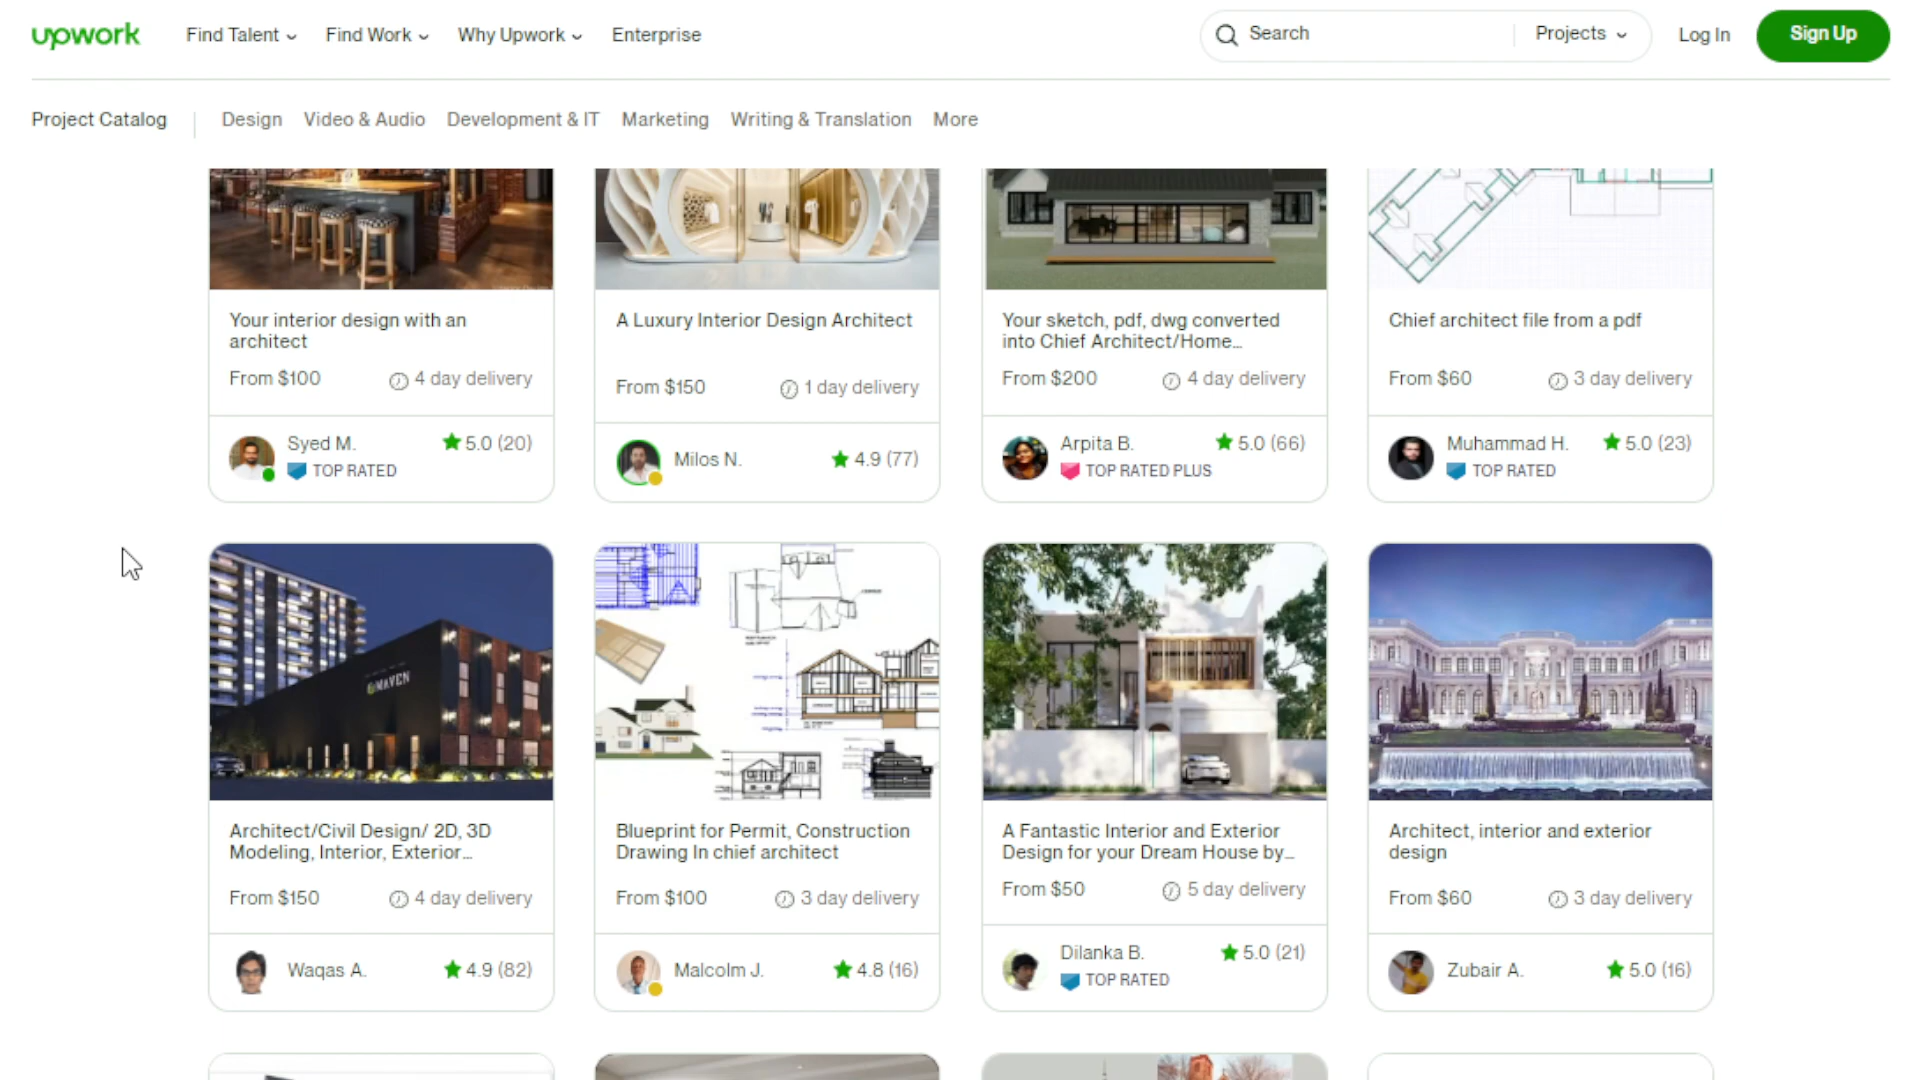 upwork
Find Talent
Find Work
Why Upwork
Enterprise
Search
Projects
Log In
Sign Up
Project Catalog
Design
Video & Audio
Development & IT
Marketing
Writing & Translation
More
Your interior design with an
architect
From $100
4 day delivery
Syed M.
5.0 (20)
TOP RATED
A Luxury Interior Design Architect
From $150
1 day delivery
Milos N.
4.9 (77)
Your sketch, pdf, dwg converted
into Chief Architect/Home...
From $200
4 day delivery
Arpita B.
5.0 (66)
TOP RATED PLUS
Chief architect file from a pdf
From $60
3 day delivery
Muhammad H.
5.0 (23)
TOP RATED
MAVEN
Architect/Civil Design/ 2D, 3D
Modeling, Interior, Exterior...
From $150
4 day delivery
Waqas A.
4.9 (82)
Blueprint for Permit, Construction
Drawing In chief architect
From $100
3 day delivery
Malcolm J.
4.8 (16)
A Fantastic Interior and Exterior
Design for your Dream House by...
From $50
5 day delivery
Dilanka B.
5.0 (21)
TOP RATED
Architect, interior and exterior
design
From $60
3 day delivery
Zubair A.
5.0 (16)